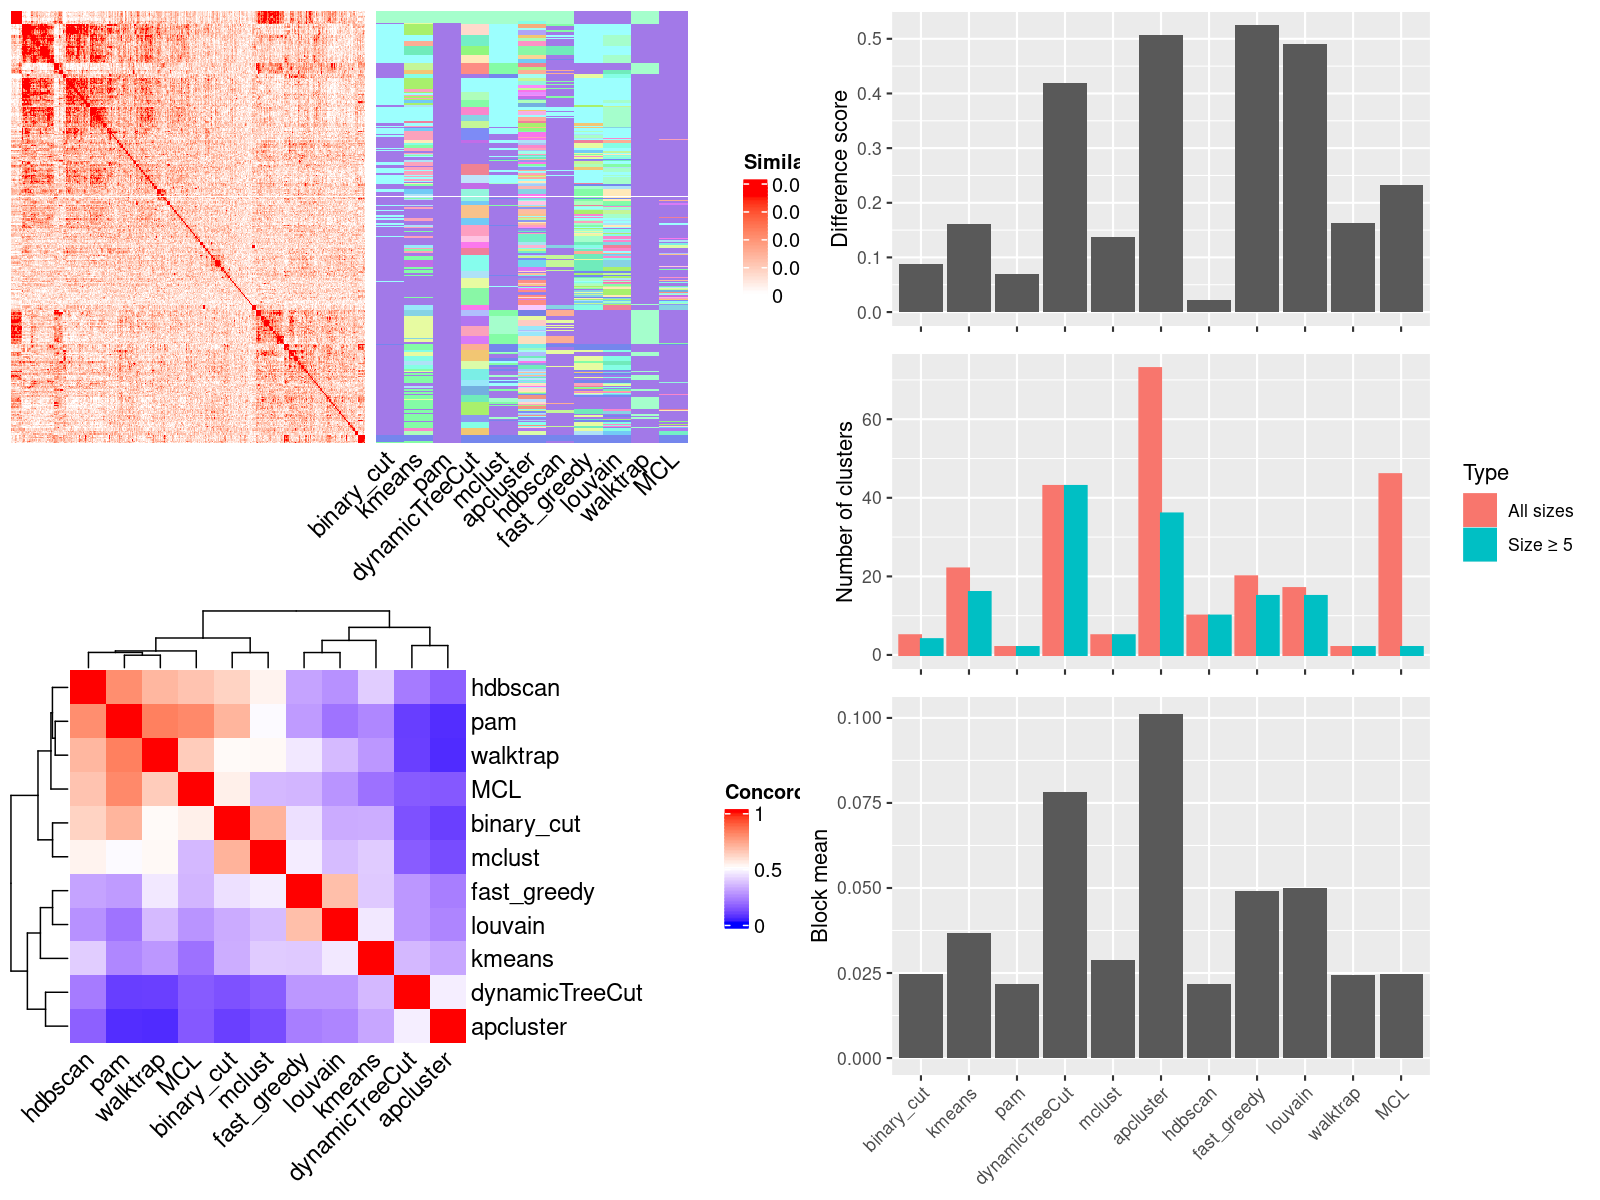 Simila
0.0
0.0
0.0
0.0
0
binary_cut
kmeans
pam
dynamicTreeCut
mclust
apcluster
hdbscan
fast_greedy
louvain
walktrap
MCL
hdbscan
pam
walktrap
MCL
binary_cut
mclust
fast_greedy
louvain
kmeans
dynamicTreeCut
apcluster
hdbscan
pam
walktrap
MCL
binary_cut
mclust
fast_greedy
louvain
kmeans
dynamicTreeCut
apcluster
Concord
1
0.5
0
Difference score
0.5
0.4
0.3
0.2
0.1
0.0
Number of clusters
60
40
20
0
Type
All sizes
Size ≥ 5
Block mean
0.100
0.075
0.050
0.025
0.000
binary_cut
kmeans
pam
dynamicTreeCut
mclust
apcluster
hdbscan
fast_greedy
louvain
walktrap
MCL